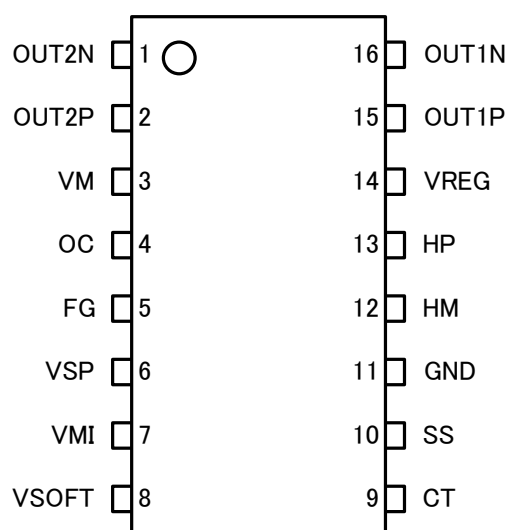 OUT2N 1 16 OUT1N
OUT2P 2 15 OUT1P
VM 3 14 VREG
OC 4 13 HP
FG 5 12 HM
VSP 6 11 GND
VMI 7 10 SS
VSOFT 8 9 CT